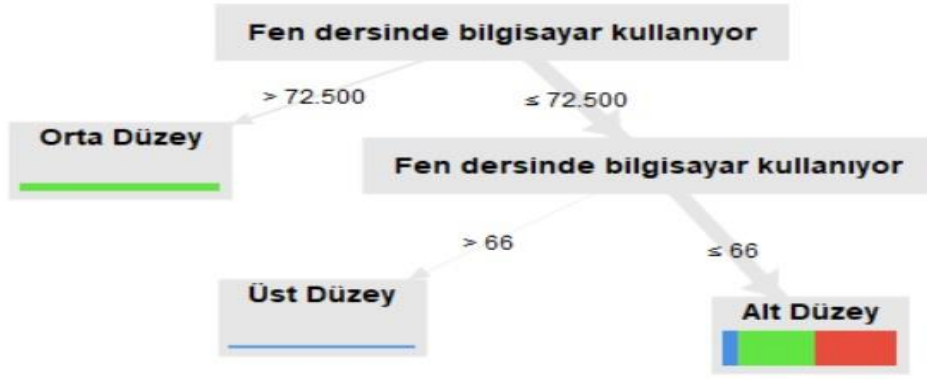 Fen dersinde bilgisayar kullanıyor
> 72.500
≤ 72.500
Orta Düzey
Fen dersinde bilgisayar kullanıyor
> 66
≤ 66
Üst Düzey
Alt Düzey